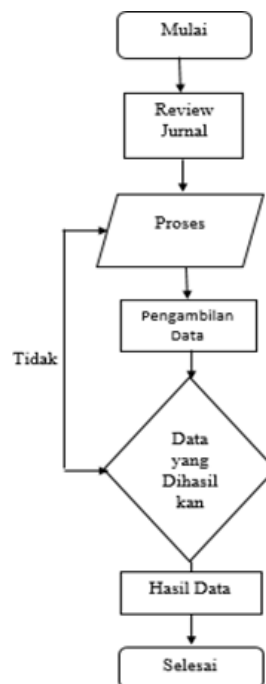 Mulai
Review
Jurnal
Proses
Pengambilan
Data
Tidak
Data
yang
Dihasil
kan
Hasil Data
Selesai